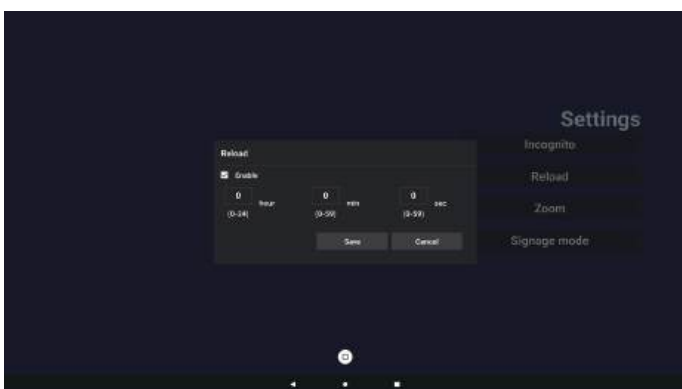 Settings
Incognito
Reload
Zoom
Signage mode
Reload
Enable
0 hour 0 min 0 sec
(0-24) (0-59) (0-59)
Save Cancel